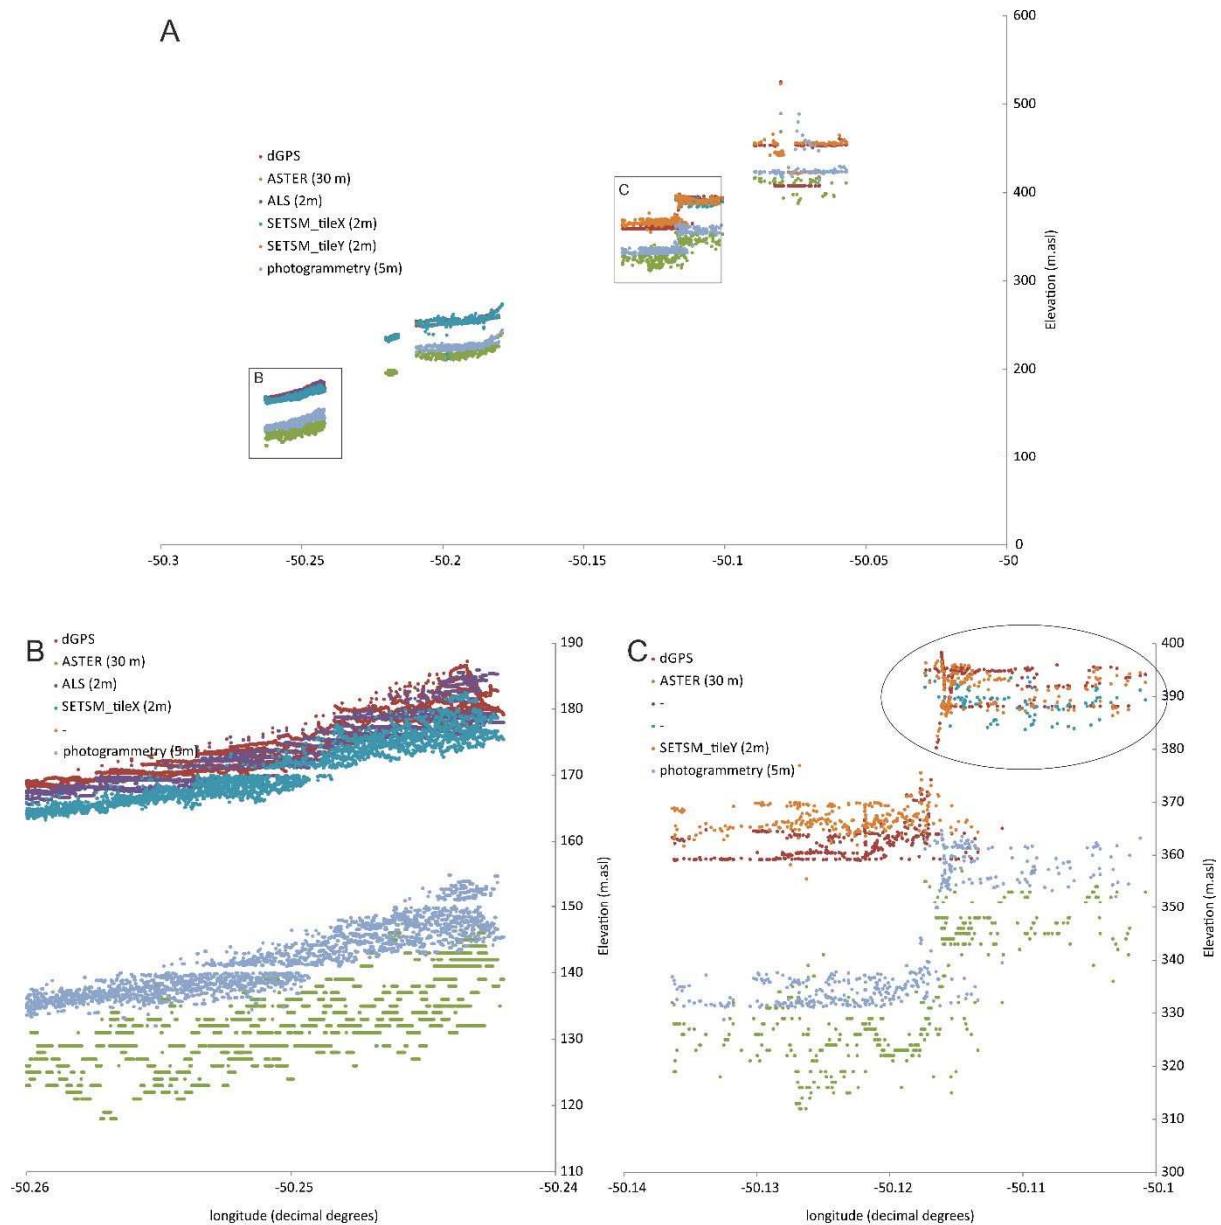 A
600
500
400
300
200
100
0
Elevation (m.asl)
dGPS
ASTER (30 m)
ALS (2m)
SETSM_tileX (2m)
SETSM_tileY (2m)
photogrammetry (5m)
C
B
-50.3
-50.25
-50.2
-50.15
-50.1
-50.05
-50
B
dGPS
ASTER (30 m)
ALS (2m)
SETSM_tileX (2m)
-
photogrammetry (5m)
190
180
170
160
150
140
130
120
110
Elevation (m.asl)
-50.26
-50.25
-50.24
longitude (decimal degrees)
C
dGPS
ASTER (30 m)
-
-
SETSM_tileY (2m)
photogrammetry (5m)
400
390
380
370
360
350
340
330
320
310
300
Elevation (m.asl)
-50.14
-50.13
-50.12
-50.11
-50.1
longitude (decimal degrees)